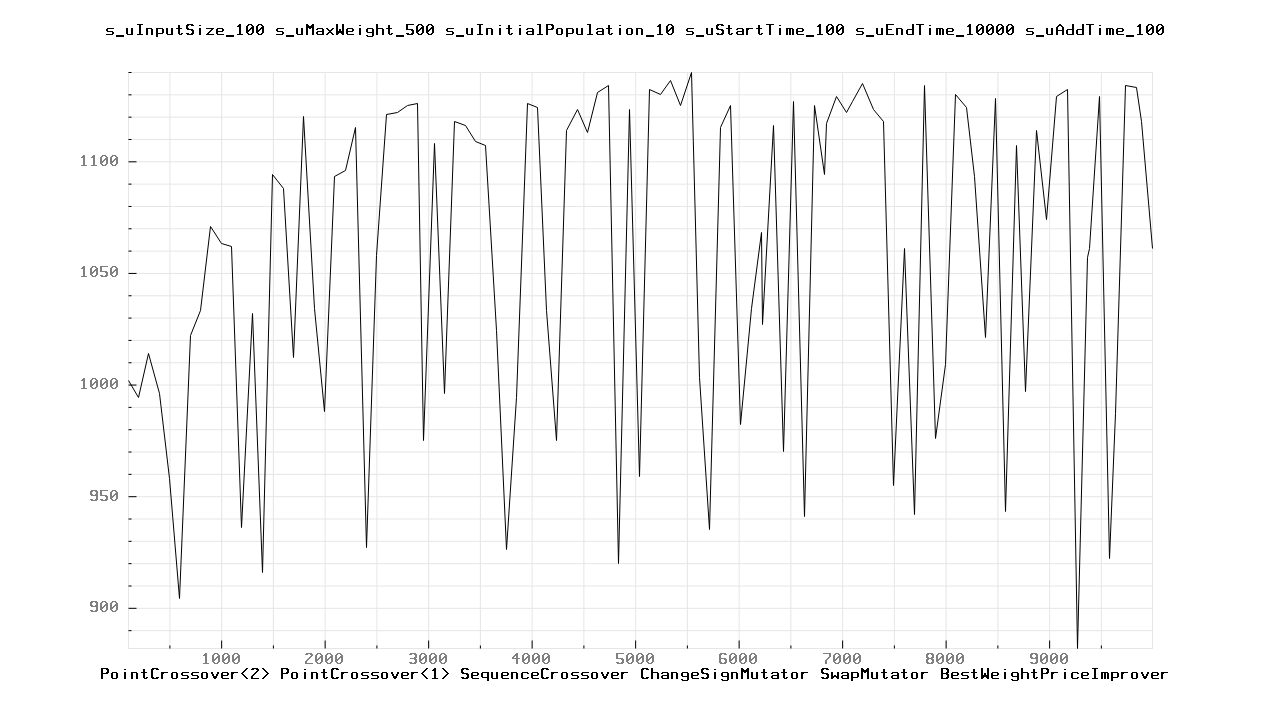 s_uInputSize_100 s_uMaxWeight_500 s_uInitialPopulation_10 s_uStartTime_100 s_uEndTime_10000 s_uAddTime_100
1100
1050
1000
950
900
1000 2000 3000 4000 5000 6000 7000 8000 9000
PointCrossover<2> PointCrossover<1> SequenceCrossover ChangeSignMutator SwapMutator BestWeightPriceImprover